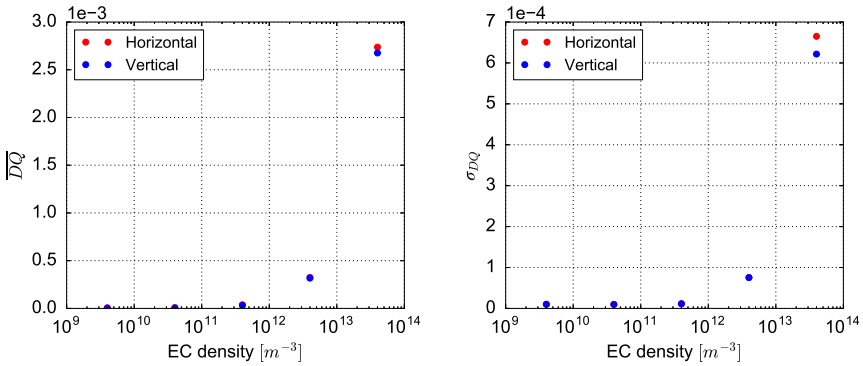 1e−3
3.0
2.5
2.0
1.5
1.0
0.5
0.0
DQ
Horizontal
Vertical
10^9 10^10 10^11 10^12 10^13 10^14
EC density [m^−3]
1e−4
7
6
5
4
3
2
1
0
σ_DQ
Horizontal
Vertical
10^9 10^10 10^11 10^12 10^13 10^14
EC density [m^−3]